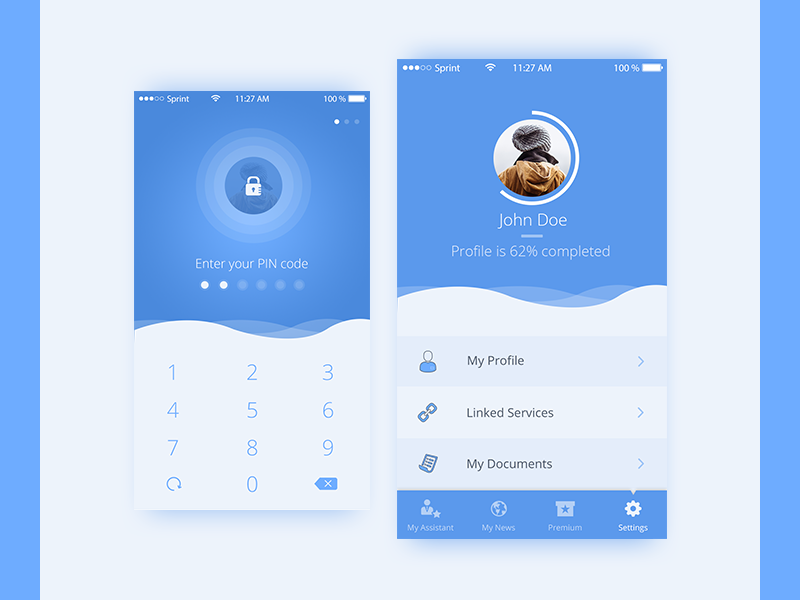 Sprint 11:27 AM 100 %
Enter your PIN code
1 2 3
4 5 6
7 8 9
0
Sprint 11:27 AM 100 %
John Doe
Profile is 62% completed
My Profile
Linked Services
My Documents
My Assistant My News Premium Settings